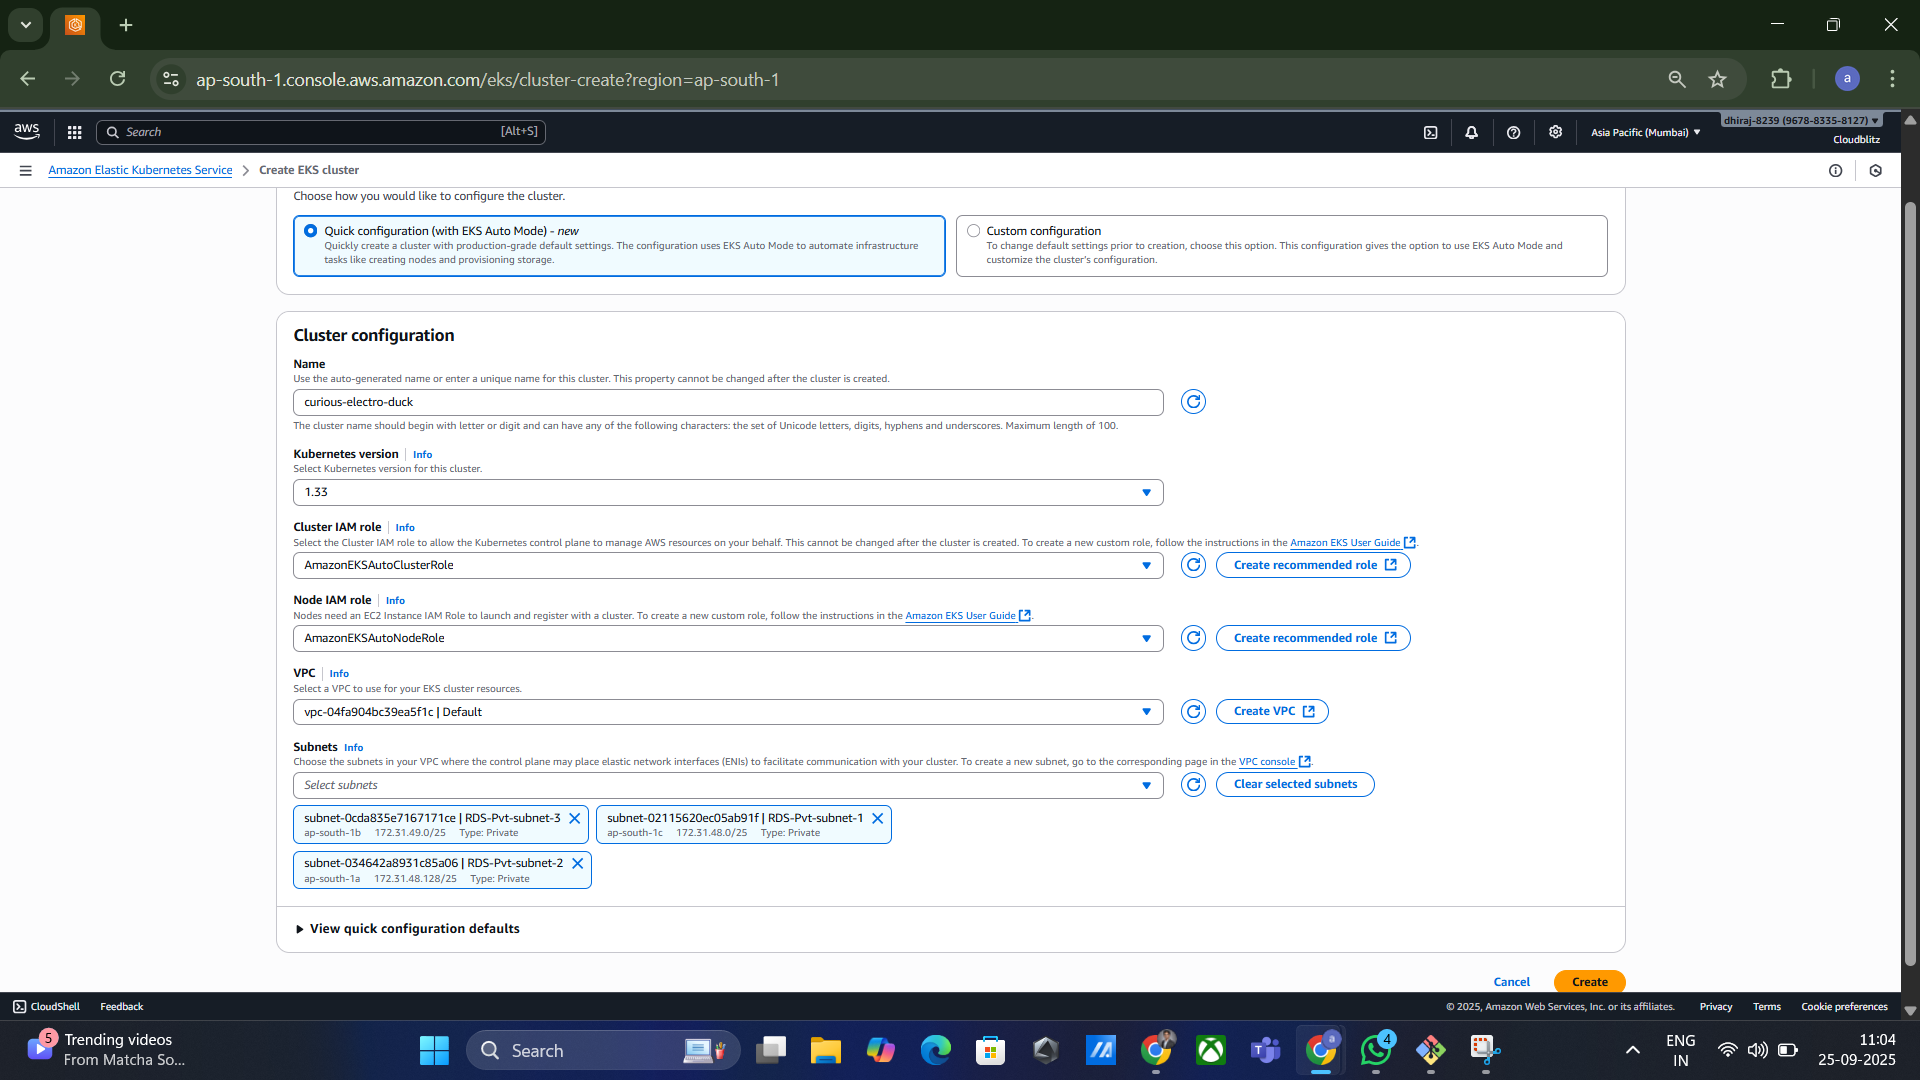 ap-south-1.console.aws.amazon.com/eks/cluster-create?region=ap-south-1
a
aws
Search
[Alt+S]
Asia Pacific (Mumbai)
dhiraj-8239 (9678-8335-8127)
Cloudblitz
Amazon Elastic Kubernetes Service
Create EKS cluster
Choose how you would like to configure the cluster.
Quick configuration (with EKS Auto Mode) - new
Quickly create a cluster with production-grade default settings. The configuration uses EKS Auto Mode to automate infrastructure
tasks like creating nodes and provisioning storage.
Custom configuration
To change default settings prior to creation, choose this option. This configuration gives the option to use EKS Auto Mode and
customize the cluster's configuration.
Cluster configuration
Name
Use the auto-generated name or enter a unique name for this cluster. This property cannot be changed after the cluster is created.
curious-electro-duck
The cluster name should begin with letter or digit and can have any of the following characters: the set of Unicode letters, digits, hyphens and underscores. Maximum length of 100.
Kubernetes version Info
Select Kubernetes version for this cluster.
1.33
Cluster IAM role Info
Select the Cluster IAM role to allow the Kubernetes control plane to manage AWS resources on your behalf. This cannot be changed after the cluster is created. To create a new custom role, follow the instructions in the Amazon EKS User Guide.
AmazonEKSAutoClusterRole
Create recommended role
Node IAM role Info
Nodes need an EC2 Instance IAM Role to launch and register with a cluster. To create a new custom role, follow the instructions in the Amazon EKS User Guide.
AmazonEKSAutoNodeRole
Create recommended role
VPC Info
Select a VPC to use for your EKS cluster resources.
vpc-04fa904bc39ea5f1c | Default
Create VPC
Subnets Info
Choose the subnets in your VPC where the control plane may place elastic network interfaces (ENIs) to facilitate communication with your cluster. To create a new subnet, go to the corresponding page in the VPC console.
Select subnets
Clear selected subnets
subnet-0cda835e7167171ce | RDS-Pvt-subnet-3
ap-south-1b 172.31.49.0/25 Type: Private
subnet-02115620ec05ab91f | RDS-Pvt-subnet-1
ap-south-1c 172.31.48.0/25 Type: Private
subnet-034642a8931c85a06 | RDS-Pvt-subnet-2
ap-south-1a 172.31.48.128/25 Type: Private
View quick configuration defaults
Cancel
Create
CloudShell
Feedback
© 2025, Amazon Web Services, Inc. or its affiliates.
Privacy
Terms
Cookie preferences
5
Trending videos
From Matcha So...
Search
T
a
4
ENG
IN
11:04
25-09-2025